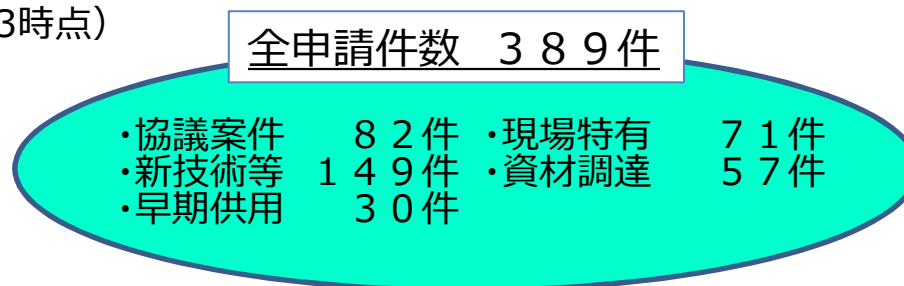 3時点）
全申請件数　３８９件
・協議案件　　８２件 ・現場特有　　７１件
・新技術等　１４９件 ・資材調達　　５７件
・早期供用　　３０件